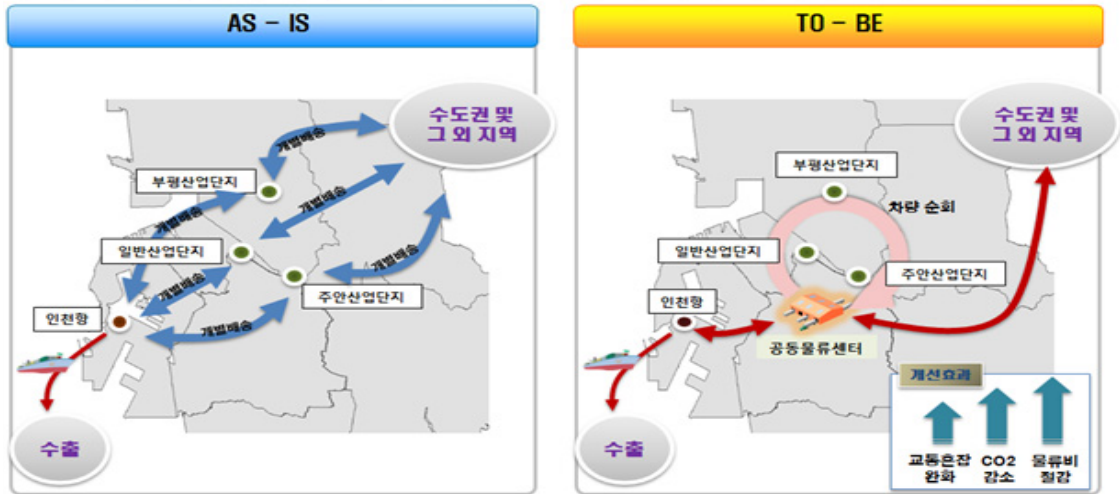 AS - IS
수도권 및
그 외 지역
개별배송
부평산업단지
개별배송
개별배송
일반산업단지
개별배송
개별배송
주안산업단지
인천항
개별배송
수출
TO - BE
수도권 및
그 외 지역
부평산업단지
차량 순회
일반산업단지
주안산업단지
인천항
공동물류센터
수출
개선효과
교통혼잡
완화
CO2
감소
물류비
절감